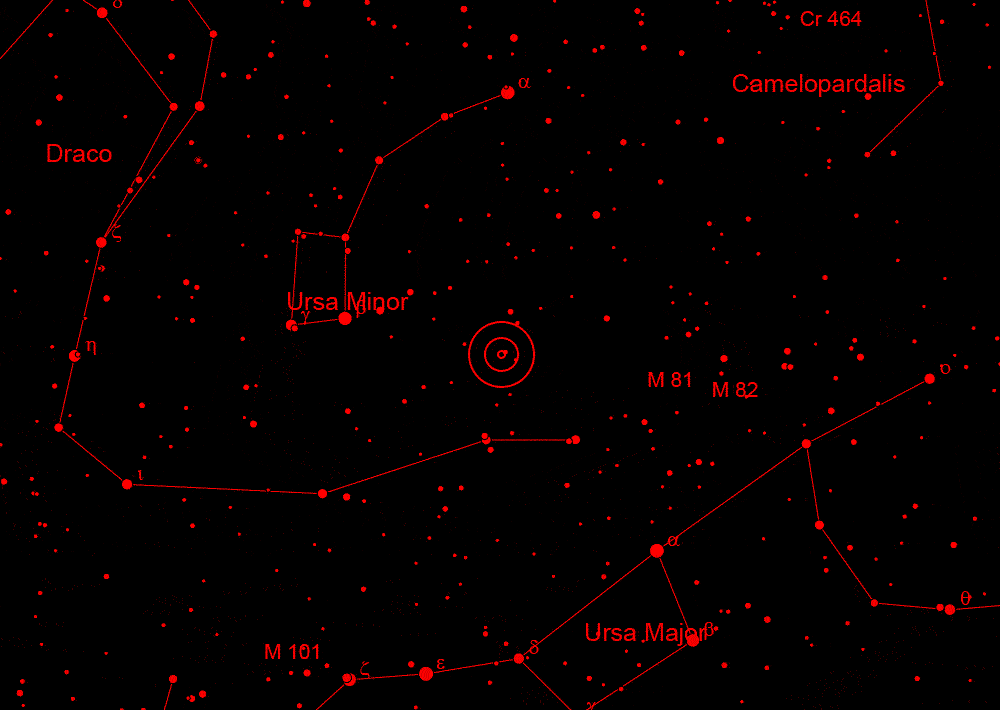 δ
Cr 464
α
Camelopardalis
Draco
ζ
Ursa Minor
γ
β
η
ο
M 81
M 82
ι
α
θ
Ursa Major
β
δ
M 101
ε
ζ
γ